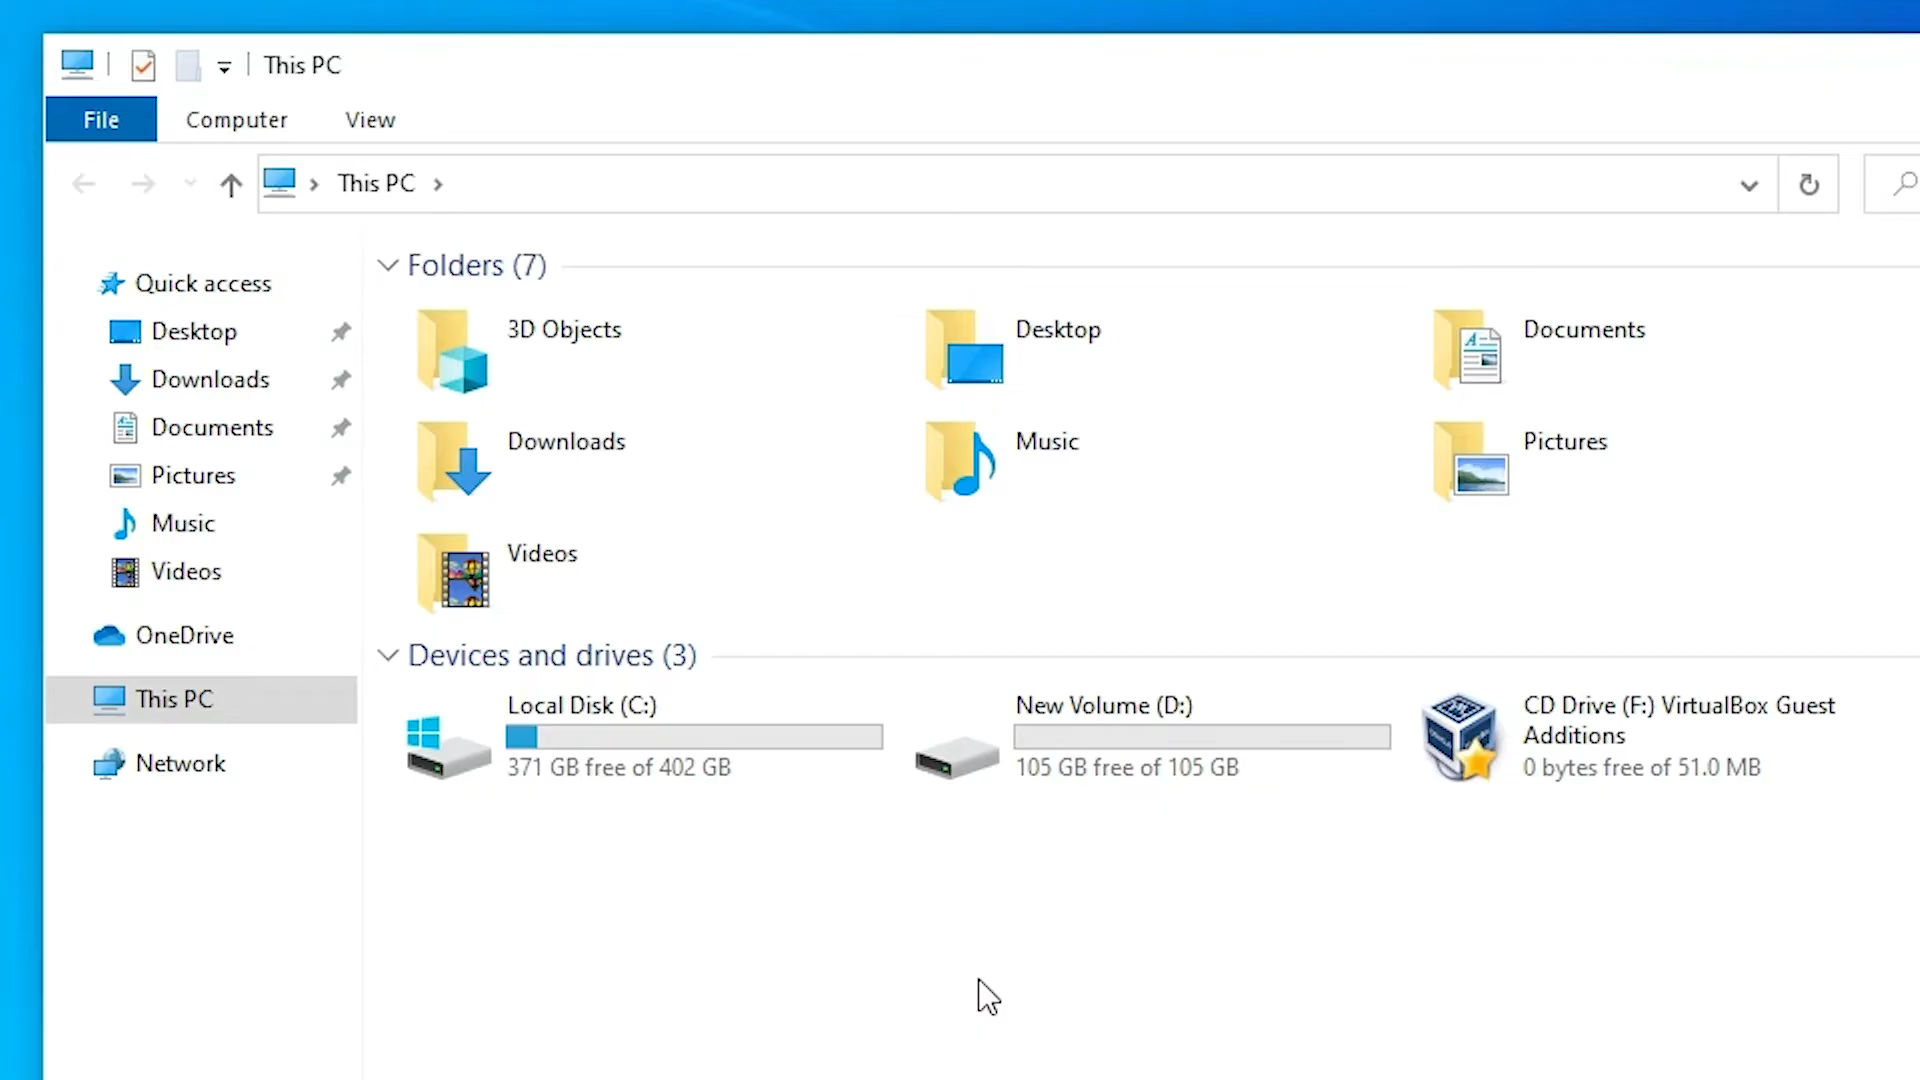 This PC
File
Computer
View
This PC
Quick access
Desktop
Downloads
Documents
Pictures
Music
Videos
OneDrive
This PC
Network
Folders (7)
3D Objects
Desktop
Documents
Downloads
Music
Pictures
Videos
Devices and drives (3)
Local Disk (C:)
371 GB free of 402 GB
New Volume (D:)
105 GB free of 105 GB
CD Drive (F:) VirtualBox Guest
Additions
0 bytes free of 51.0 MB